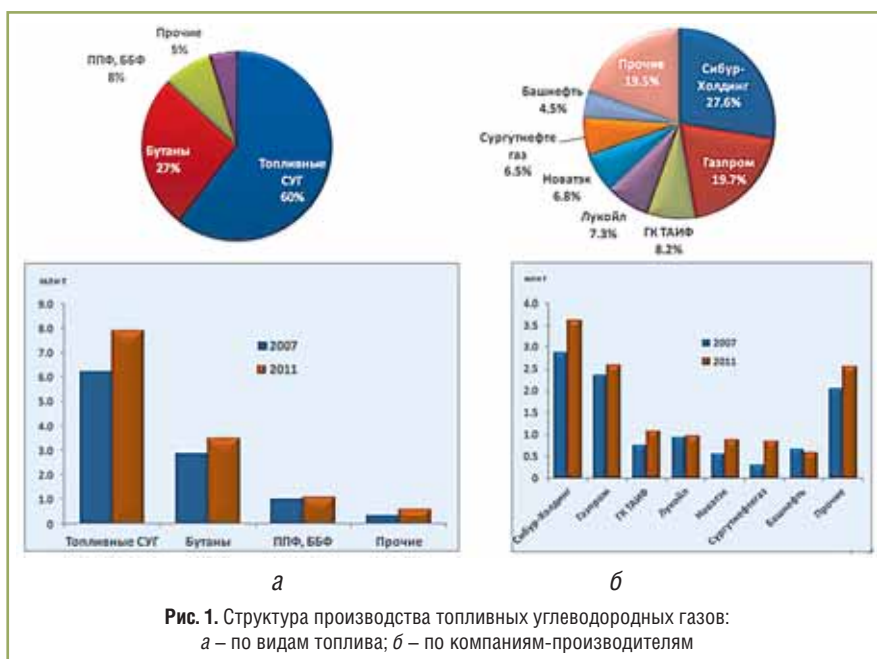 Прочие
5%
ППФ, ББФ
8%
Бутаны
27%
Топливные
СУГ
60%
Прочие
19.5%
Сибур-
Холдинг
27.6%
Башнефть
4.5%
Сургутнефте
газ
6.5%
Газпром
19.7%
Новатэк
6.8%
Лукойл
7.3%
ГК ТАИФ
8.2%
млн т
9.0
8.0
7.0
6.0
5.0
4.0
3.0
2.0
1.0
0
2007
2011
Топливные СУГ
Бутаны
ППФ, ББФ
Прочие
млн т
4.0
3.5
3.0
2.5
2.0
1.5
1.0
0.5
0
2007
2011
Сибур-Холдинг
Газпром
ГК ТАИФ
Лукойл
Новатэк
Сургутнефтегаз
Башнефть
Прочие
а
б
Рис. 1. Структура производства топливных углеводородных газов:
а – по видам топлива; б – по компаниям-производителям